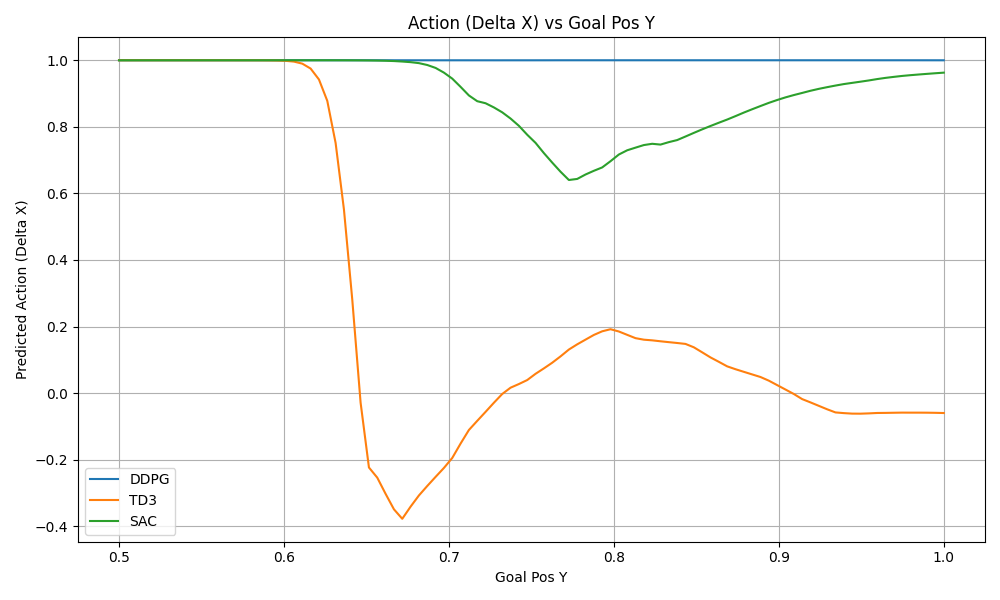 Action (Delta X) vs Goal Pos Y
Predicted Action (Delta X)
1.0
0.8
0.6
0.4
0.2
0.0
−0.2
−0.4
DDPG
TD3
SAC
0.5 0.6 0.7 0.8 0.9 1.0
Goal Pos Y